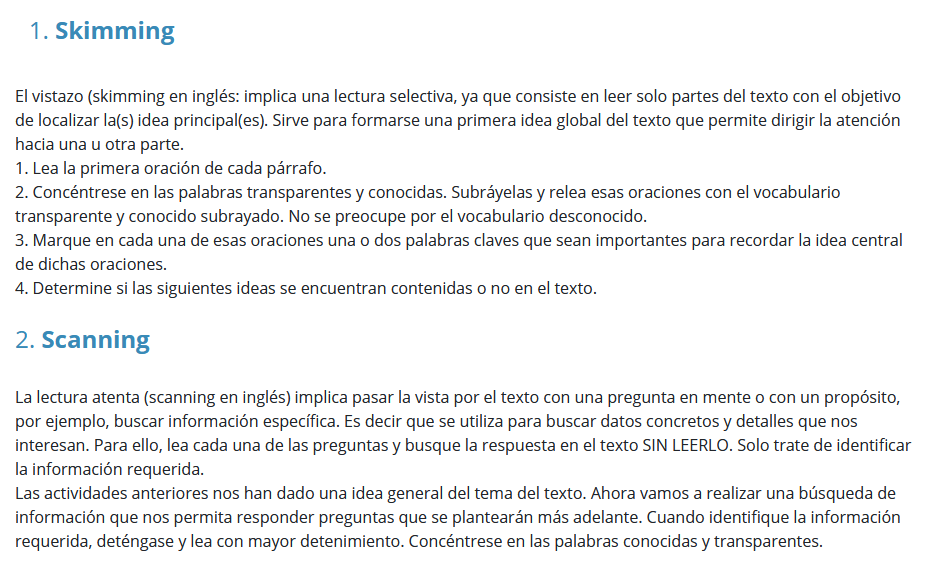 1. Skimming
El vistazo (skimming en inglés: implica una lectura selectiva, ya que consiste en leer solo partes del texto con el objetivo
de localizar la(s) idea principal(es). Sirve para formarse una primera idea global del texto que permite dirigir la atención
hacia una u otra parte.
1. Lea la primera oración de cada párrafo.
2. Concéntrese en las palabras transparentes y conocidas. Subráyelas y relea esas oraciones con el vocabulario
transparente y conocido subrayado. No se preocupe por el vocabulario desconocido.
3. Marque en cada una de esas oraciones una o dos palabras claves que sean importantes para recordar la idea central
de dichas oraciones.
4. Determine si las siguientes ideas se encuentran contenidas o no en el texto.
2. Scanning
La lectura atenta (scanning en inglés) implica pasar la vista por el texto con una pregunta en mente o con un propósito,
por ejemplo, buscar información específica. Es decir que se utiliza para buscar datos concretos y detalles que nos
interesan. Para ello, lea cada una de las preguntas y busque la respuesta en el texto SIN LEERLO. Solo trate de identificar
la información requerida.
Las actividades anteriores nos han dado una idea general del tema del texto. Ahora vamos a realizar una búsqueda de
información que nos permita responder preguntas que se plantearán más adelante. Cuando identifique la información
requerida, deténgase y lea con mayor detenimiento. Concéntrese en las palabras conocidas y transparentes.